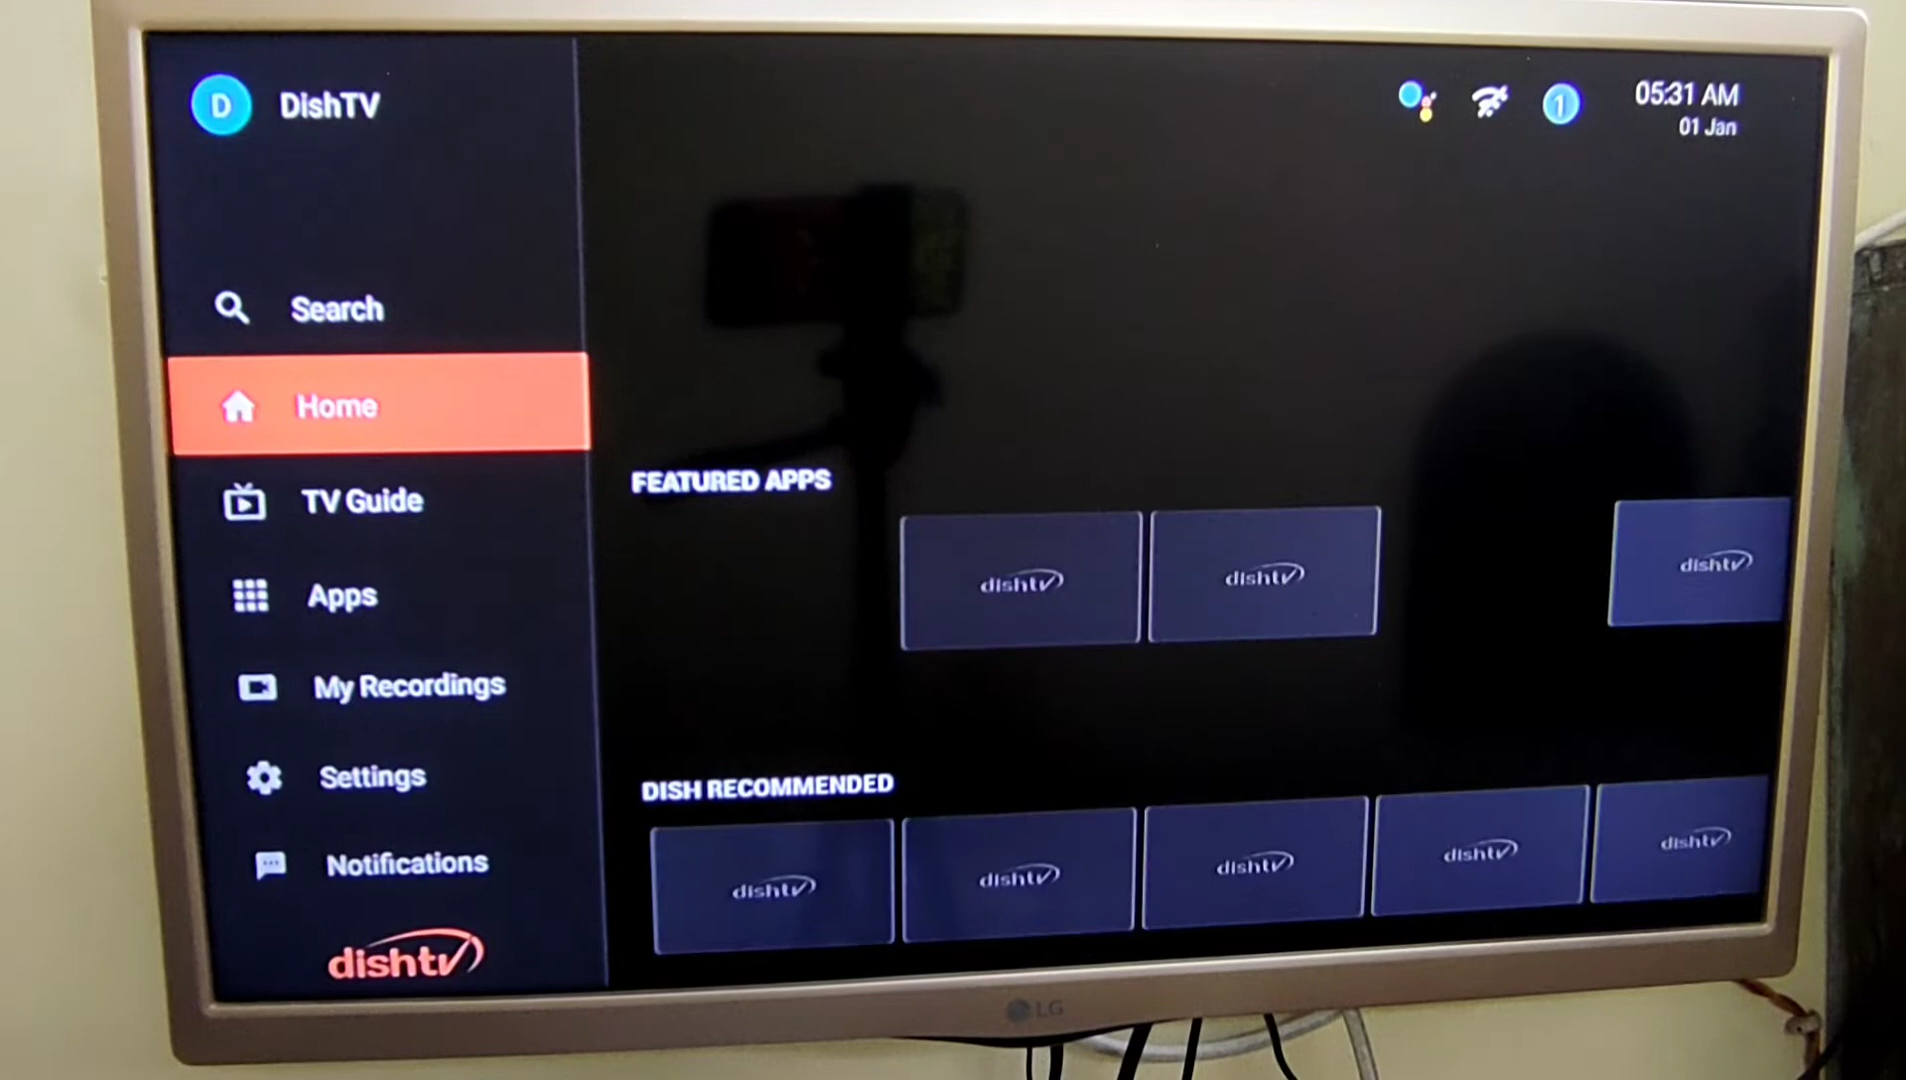 D DishTV
1
05:31 AM
01 Jan
Search
Home
TV Guide
Apps
My Recordings
Settings
Notifications
dishtv
FEATURED APPS
dishtv
dishtv
dishtv
DISH RECOMMENDED
dishtv
dishtv
dishtv
dishtv
dishtv
LG